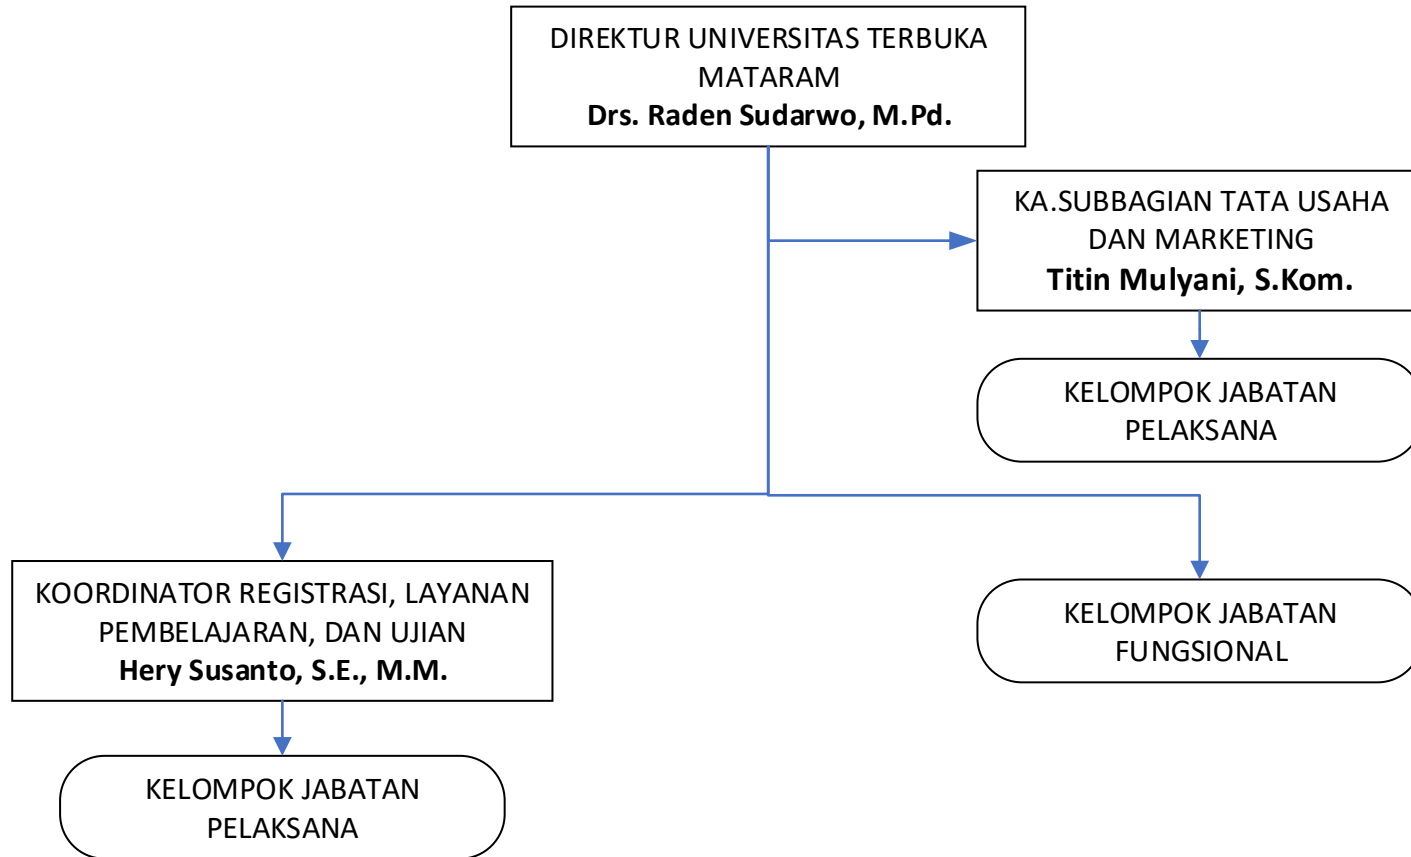 DIREKTUR UNIVERSITAS TERBUKA
MATARAM
Drs. Raden Sudarwo, M.Pd.
KA.SUBBAGIAN TATA USAHA
DAN MARKETING
Titin Mulyani, S.Kom.
KELOMPOK JABATAN
PELAKSANA
KOORDINATOR REGISTRASI, LAYANAN
PEMBELAJARAN, DAN UJIAN
Hery Susanto, S.E., M.M.
KELOMPOK JABATAN
FUNGSIONAL
KELOMPOK JABATAN
PELAKSANA